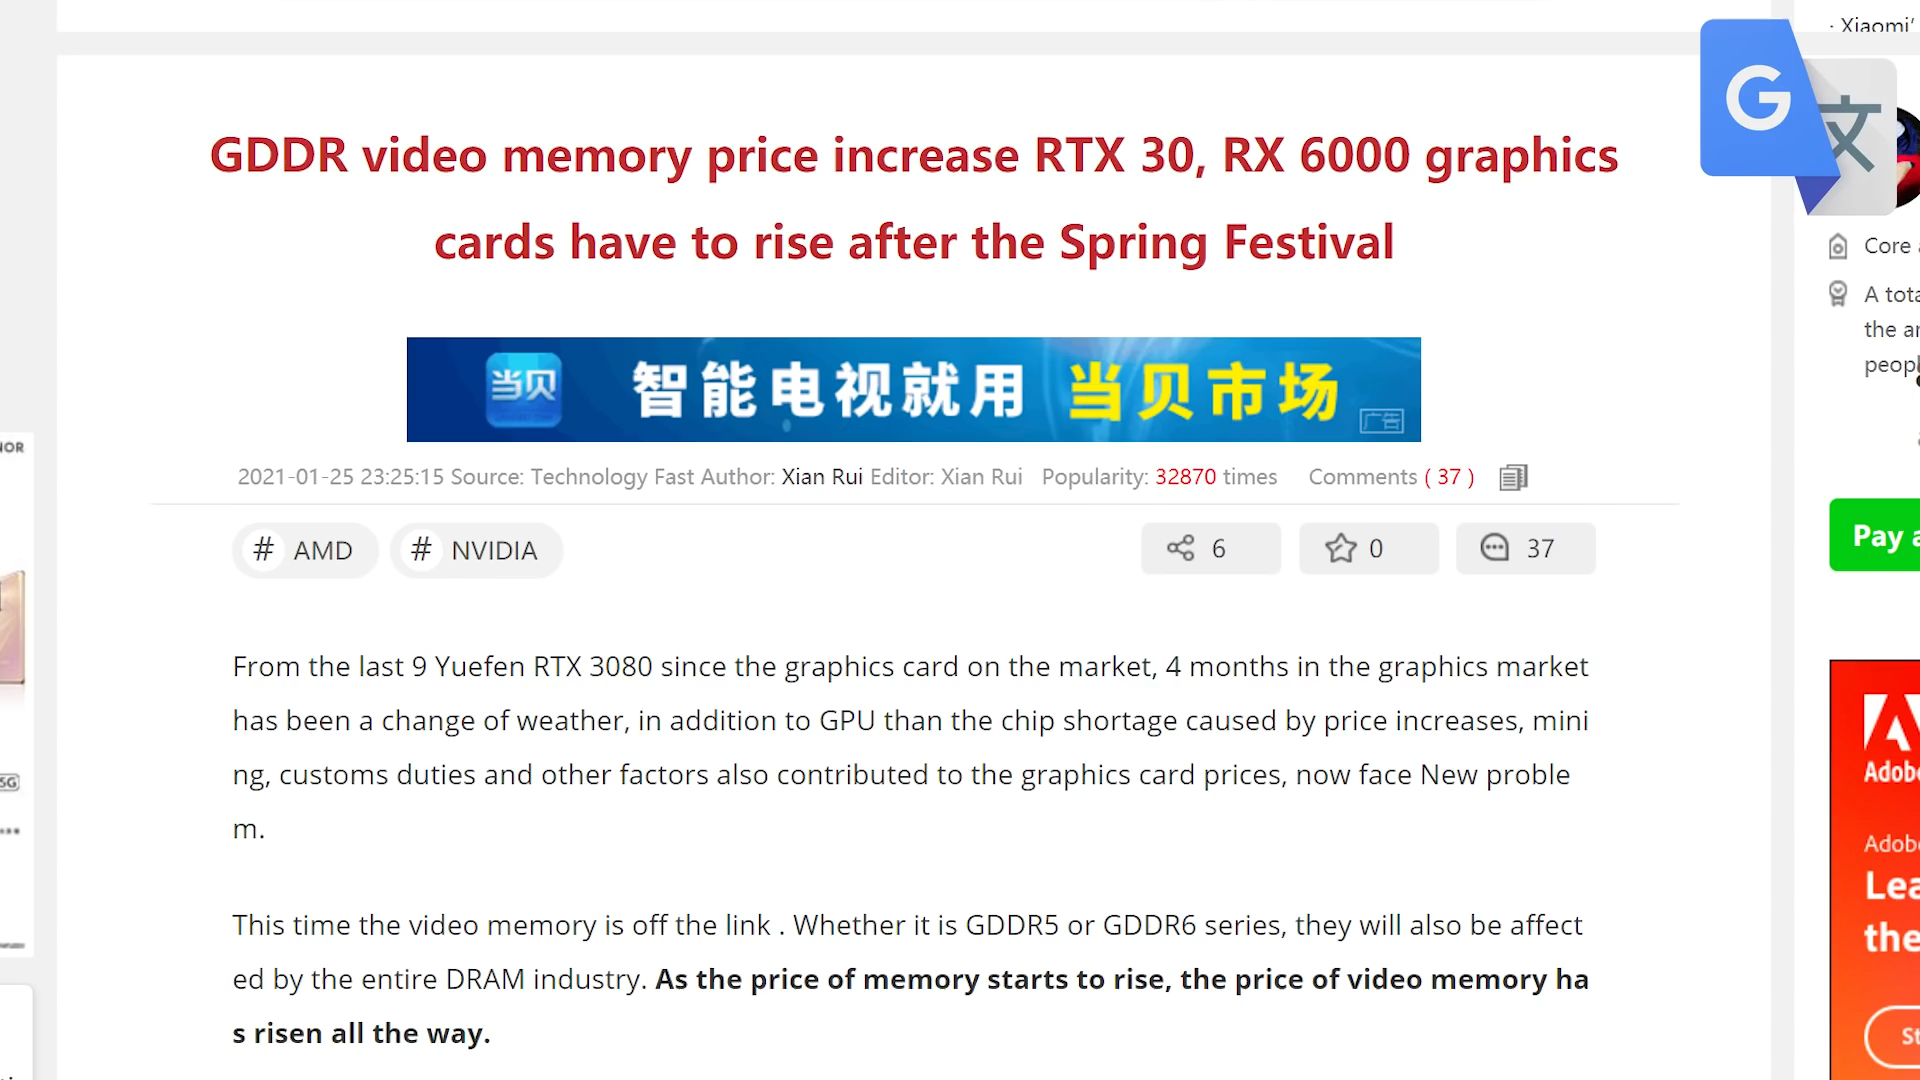 · Xiaomi'
G
文
GDDR video memory price increase RTX 30, RX 6000 graphics
cards have to rise after the Spring Festival
当贝
智能电视就用 当贝市场
广告
2021-01-25 23:25:15 Source: Technology Fast Author: Xian Rui Editor: Xian Rui Popularity: 32870 times Comments ( 37 )
# AMD
# NVIDIA
6
0
37
From the last 9 Yuefen RTX 3080 since the graphics card on the market, 4 months in the graphics market
has been a change of weather, in addition to GPU than the chip shortage caused by price increases, mini
ng, customs duties and other factors also contributed to the graphics card prices, now face New proble
m.
This time the video memory is off the link . Whether it is GDDR5 or GDDR6 series, they will also be affect
ed by the entire DRAM industry. As the price of memory starts to rise, the price of video memory ha
s risen all the way.
NOR
5G
Core
A tota
the
peop
Pay a
Adob
Adob
Lea
the
St